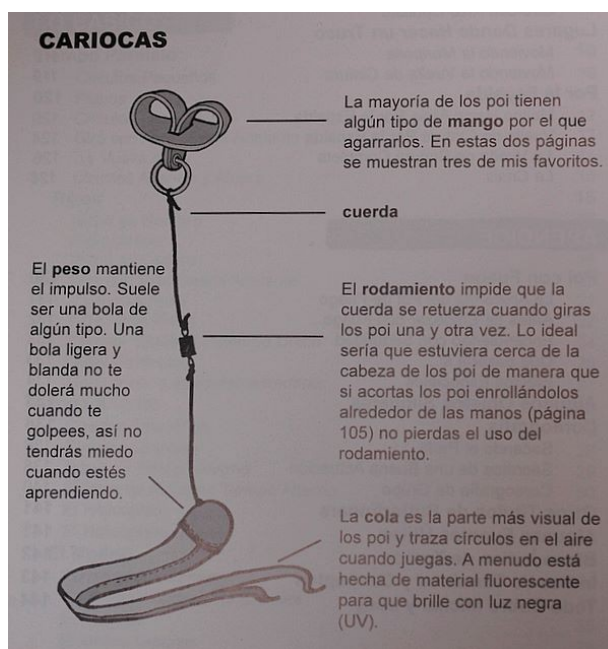 CARIOCAS
La mayoría de los poi tienen
algún tipo de mango por el que
agarrarlos. En estas dos páginas
se muestran tres de mis favoritos.
cuerda
El peso mantiene
el impulso. Suele
ser una bola de
algún tipo. Una
bola ligera y
blanda no te
dolerá mucho
cuando te
golpees, así no
tendrás miedo
cuando estés
aprendiendo.
El rodamiento impide que la
cuerda se retuerza cuando giras
los poi una y otra vez. Lo ideal
sería que estuviera cerca de la
cabeza de los poi de manera que
si acortas los poi enrollándolos
alrededor de las manos (página
105) no pierdas el uso del
rodamiento.
La cola es la parte más visual de
los poi y traza círculos en el aire
cuando juegas. A menudo está
hecha de material fluorescente
para que brille con luz negra
(UV).